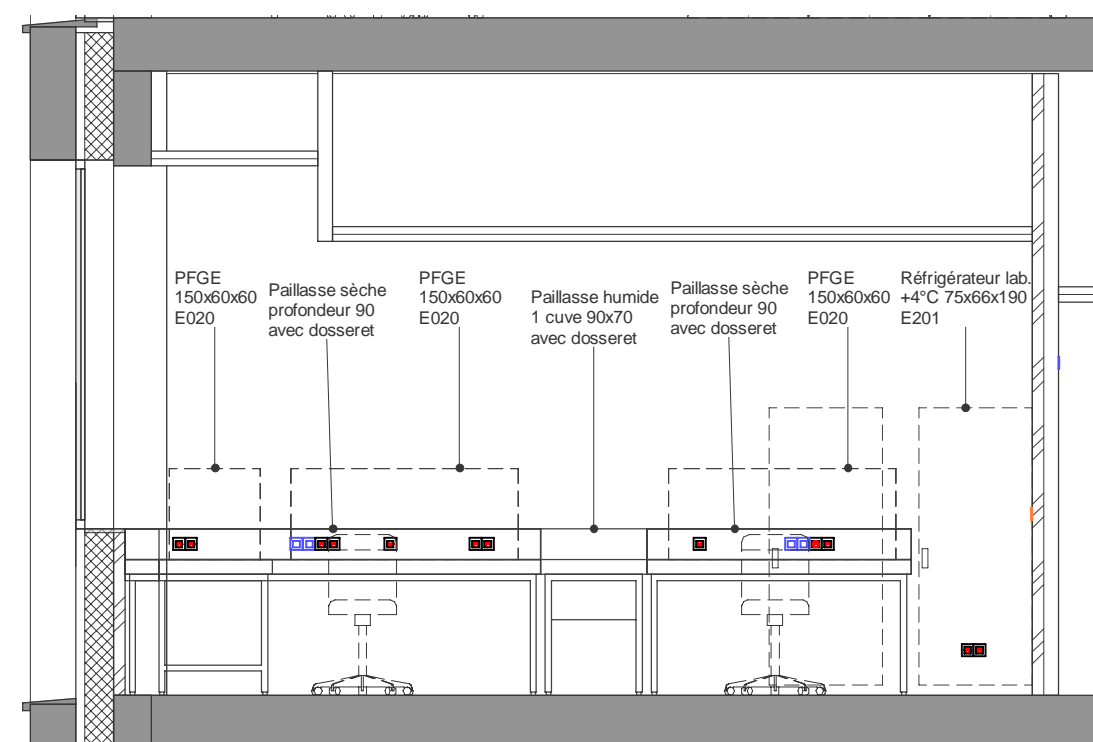 PFGE
150x60x60
E020
Paillasse sèche
profondeur 90
avec dosseret
PFGE
150x60x60
E020
Paillasse humide
1 cuve 90x70
avec dosseret
Paillasse sèche
profondeur 90
avec dosseret
PFGE
150x60x60
E020
Réfrigérateur lab.
+4°C 75x66x190
E201